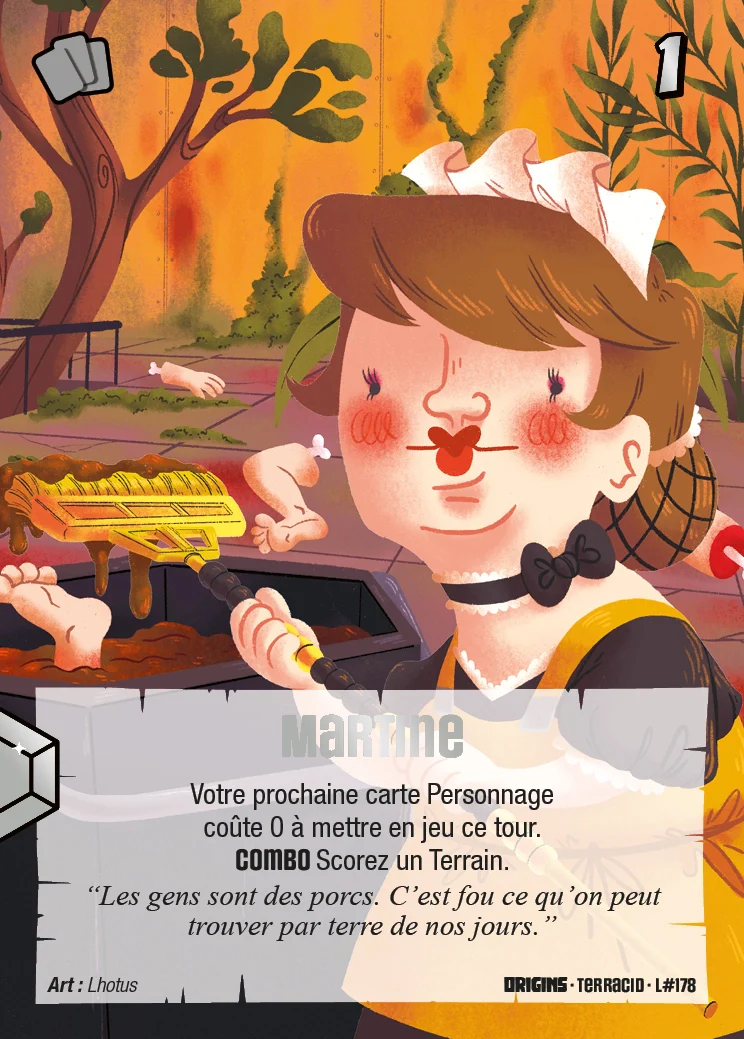 1
Martine
Votre prochaine carte Personnage
coûte 0 à mettre en jeu ce tour.
COMBO Scorez un Terrain.
“Les gens sont des porcs. C’est fou ce qu’on peut
trouver par terre de nos jours.”
Art : Lhotus
ORIGINS · Terracid · L#178